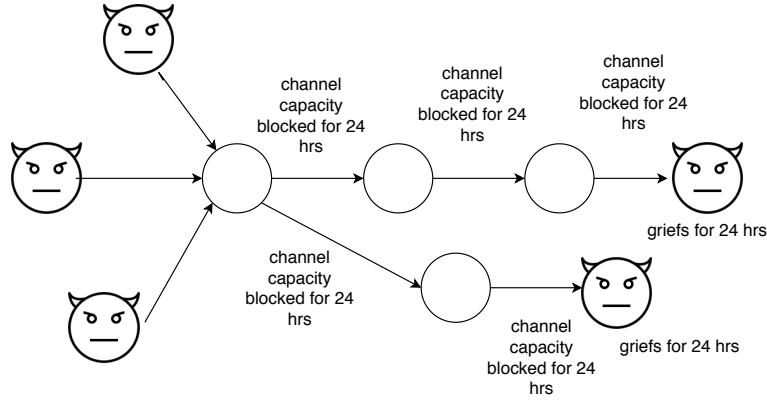 channel
capacity
blocked for 24
hrs
channel
capacity
blocked for 24
hrs
channel
capacity
blocked for 24
hrs
griefs for 24 hrs
channel
capacity
blocked for 24
hrs
channel
capacity
blocked for 24
hrs
griefs for 24 hrs